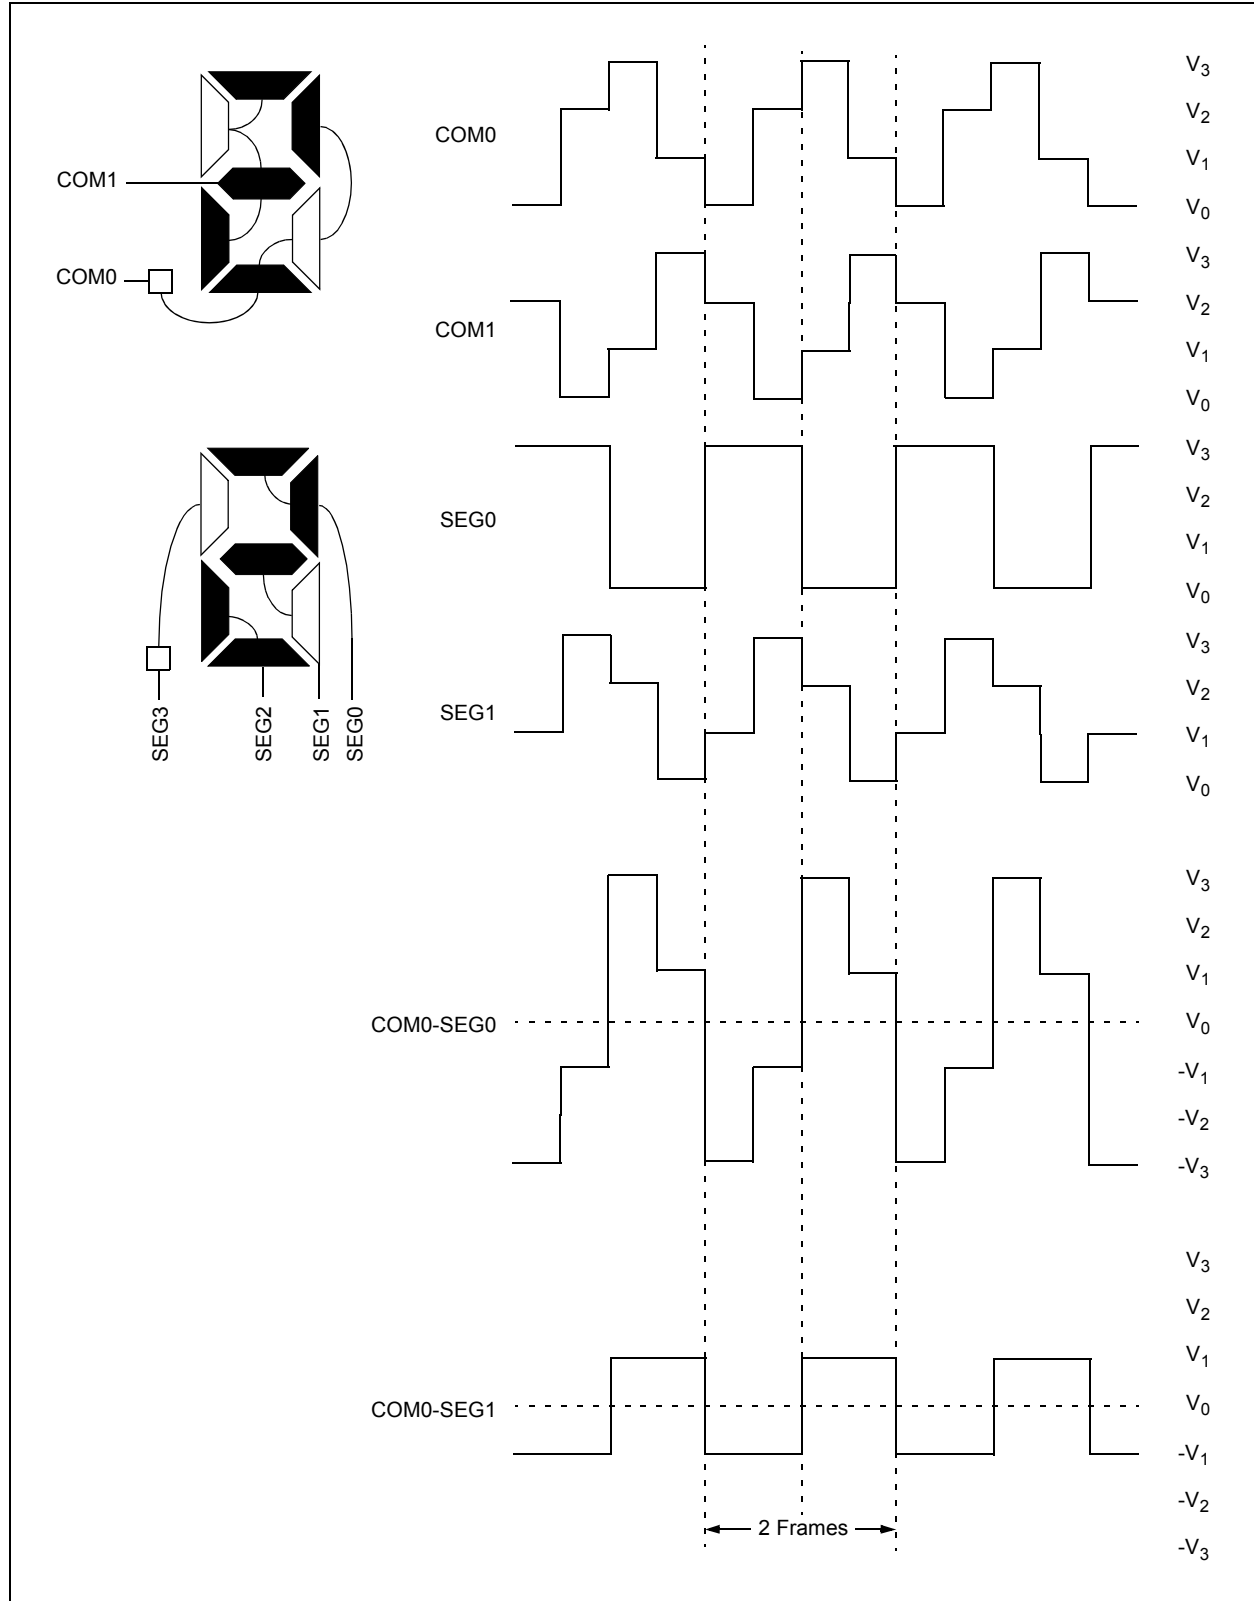 COM1
COM0
SEG3
SEG2
SEG1
SEG0
COM0
V3
V2
V1
V0
COM1
V3
V2
V1
V0
SEG0
V3
V2
V1
V0
SEG1
V3
V2
V1
V0
COM0-SEG0
V3
V2
V1
V0
-V1
-V2
-V3
COM0-SEG1
V3
V2
V1
V0
-V1
-V2
-V3
2 Frames